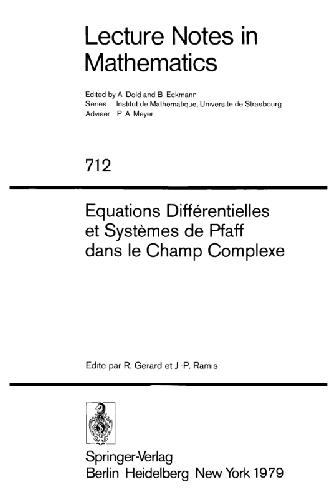 Lecture Notes in
Mathematics
Edited by A. Dold and B. Eckmann
Series: Institut de Mathématique, Université de Strasbourg
Adviser: P. A. Meyer
712
Equations Différentielles
et Systèmes de Pfaff
dans le Champ Complexe
Edité par R. Gérard et J.-P. Ramis
Springer-Verlag
Berlin Heidelberg New York 1979